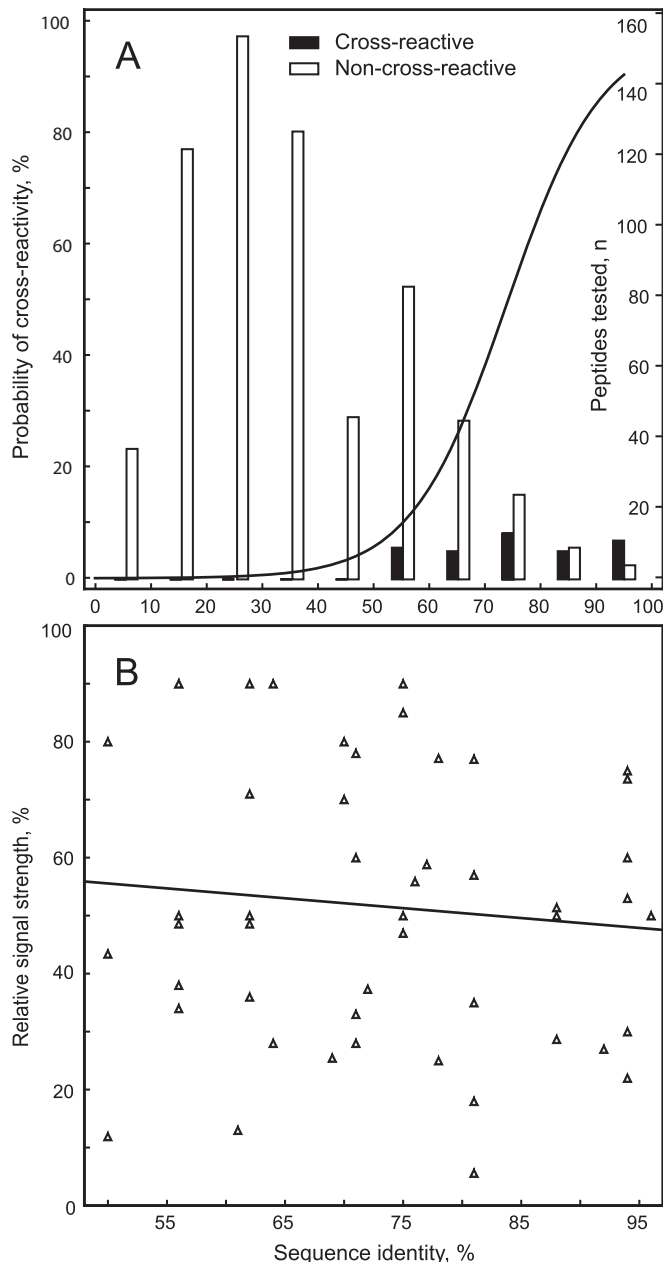 A
Cross-reactive
Non-cross-reactive
Probability of cross-reactivity, %
100
80
60
40
20
0
Peptides tested, n
160
140
120
100
80
60
40
20
0 10 20 30 40 50 60 70 80 90 100
B
Relative signal strength, %
100
80
60
40
20
0
55 65 75 85 95
Sequence identity, %